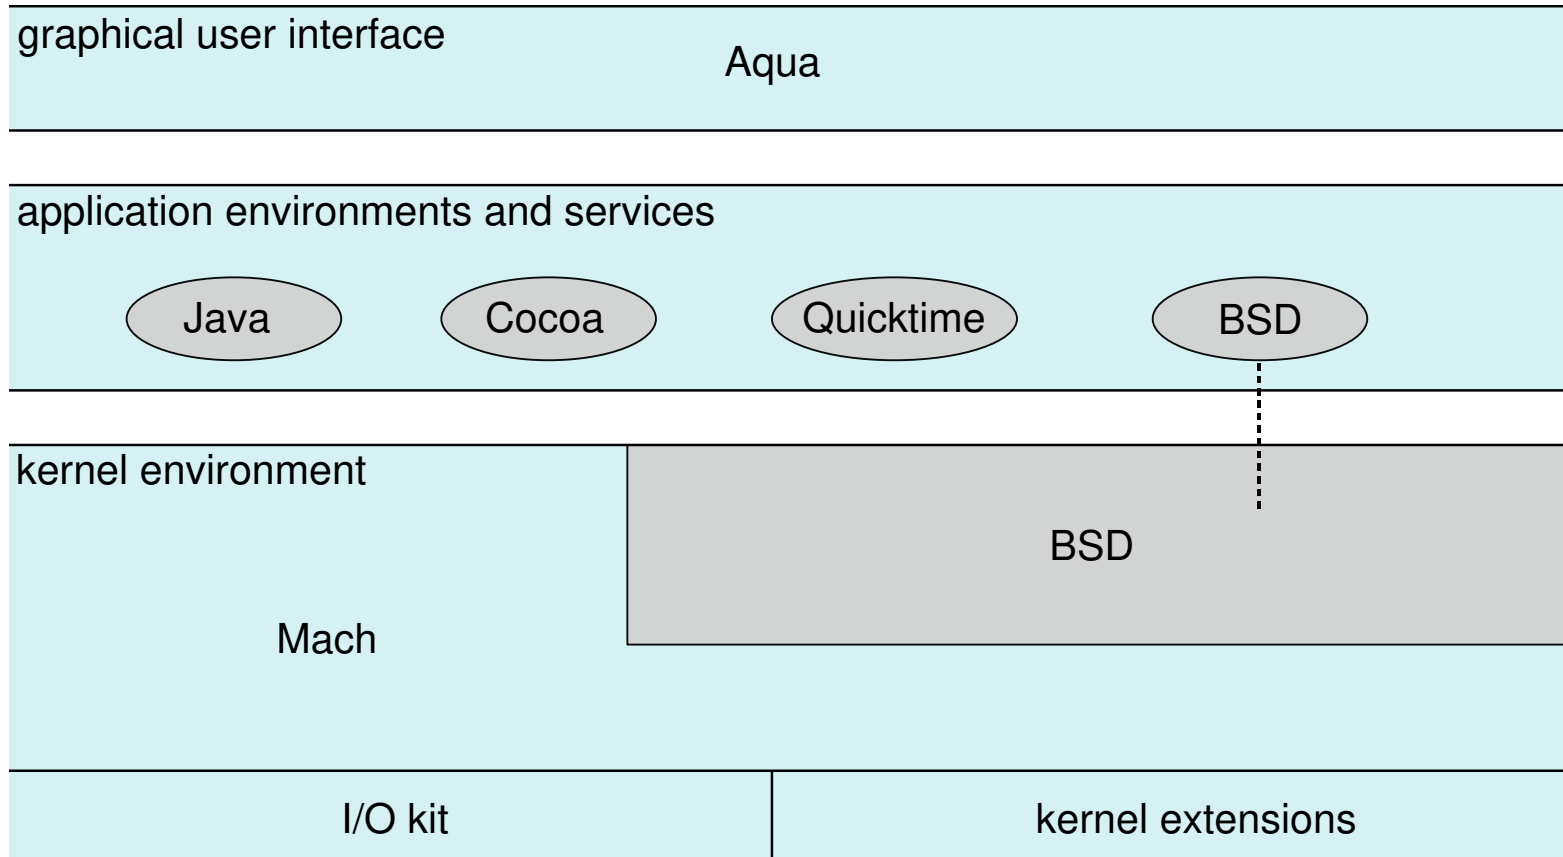 graphical user interface
Aqua
application environments and services
Java
Cocoa
Quicktime
BSD
kernel environment
BSD
Mach
I/O kit
kernel extensions